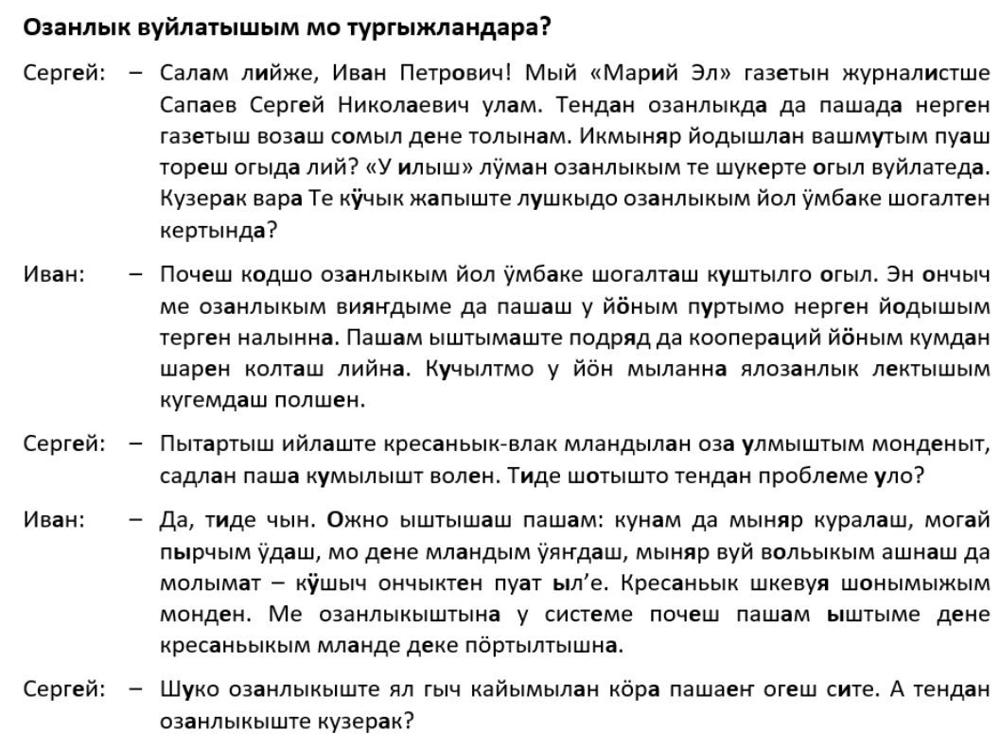 Озанлык вуйлатышым мо тургыжландара?
Сергей: – Салам лийже, Иван Петрович! Мый «Марий Эл» газетын журналистше
Сапаев Сергей Николаевич улам. Тендан озанлыкда да пашада нерген
газетыш возаш сомыл дене толынам. Икмыняр йодышлан вашмутым пуаш
тореш огыда лий? «У илыш» лӱман озанлыкым те шукерте огыл вуйлатеда.
Кузерак вара Те кӱчык жапыште лушкыдо озанлыкым йол ӱмбаке шогалтен
кертында?
Иван: – Почеш кодшо озанлыкым йол ӱмбаке шогалташ куштылго огыл. Эн ончыч
ме озанлыкым вияҥдыме да пашаш у йӧным пуртымо нерген йодышым
терген налынна. Пашам ыштымаште подряд да кооператций йӧным кумдан
шарен колташ лийна. Кучылтмо у йӧн мыланна ялозанлык лектышым
кугемдаш полшен.
Сергей: – Пытартыш ийлаште кресаньык-влак мландылан оза улмыштым монденыт,
садлан паша кумылышт волен. Тиде шотышто тендан проблеме уло?
Иван: – Да, тиде чын. Ожно ыштышаш пашам: кунам да мыняр куралаш, могай
пырчым ӱдаш, мо дене мландым ӱяҥдаш, мыняр вуй вольыкым ашнаш да
молымат – кӱшыч ончыктен пуат ыл’е. Кресаньык шкевуя шонымыжым
монден. Ме озанлыкыштына у системе почеш пашам ыштыме дене
кресаньыкым мланде деке пӧртылтышна.
Сергей: – Шуко озанлыкыште ял гыч кайымылан кӧра пашаеҥ огеш сите. А тендан
озанлыкыште кузерак?